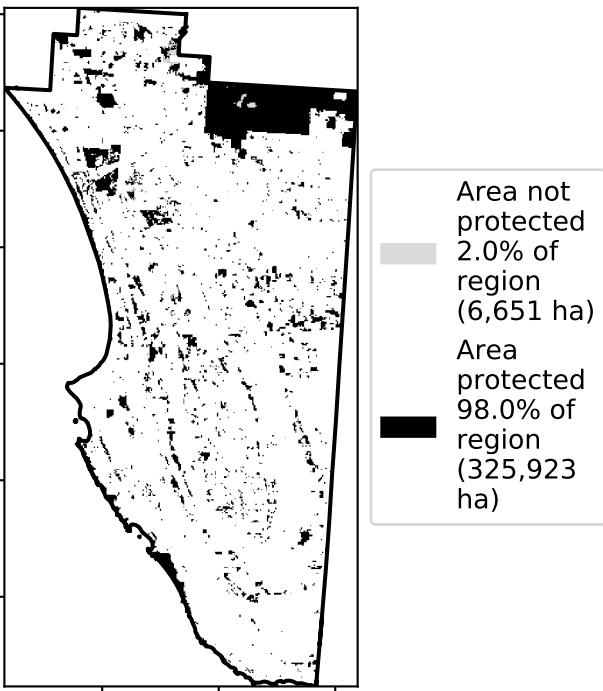 Area not
protected
2.0% of
region
(6,651 ha)
Area
protected
98.0% of
region
(325,923
ha)